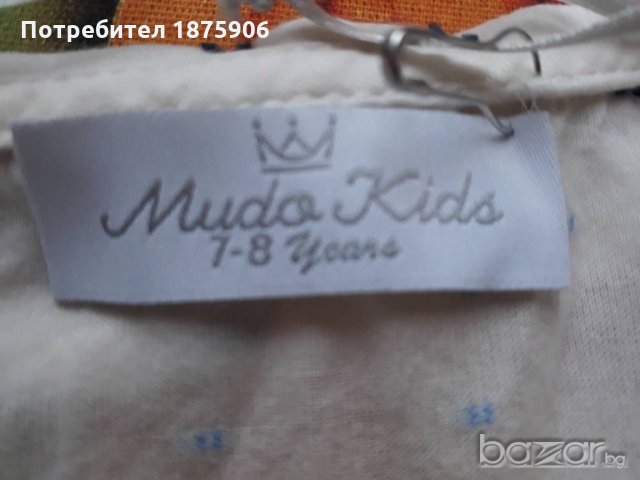 Потребител 1875906
Mudo Kids
7-8 Years
bazar.bg